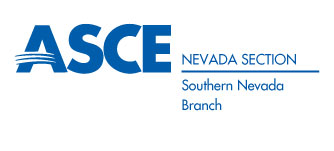 ASCE
NEVADA SECTION
Southern Nevada
Branch